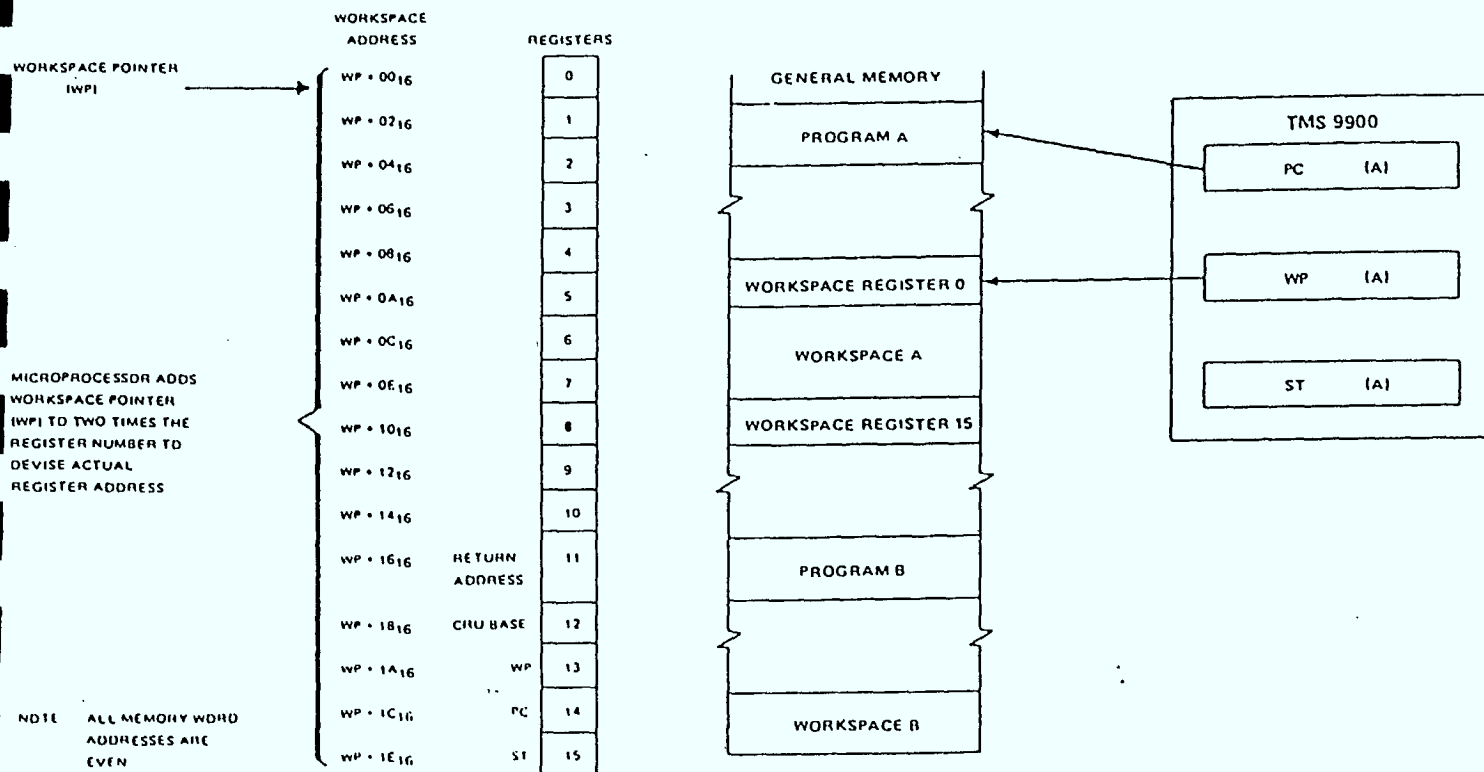 WORKSPACE POINTER
(WP)
MICROPROCESSOR ADDS
WORKSPACE POINTER
(WP) TO TWO TIMES THE
REGISTER NUMBER TO
DEVISE ACTUAL
REGISTER ADDRESS
NOTE ALL MEMORY WORD
ADDRESSES ARE
EVEN
WORKSPACE
ADDRESS REGISTERS
WP + 00₁₆ 0
WP + 02₁₆ 1
WP + 04₁₆ 2
WP + 06₁₆ 3
WP + 08₁₆ 4
WP + 0A₁₆ 5
WP + 0C₁₆ 6
WP + 0E₁₆ 7
WP + 10₁₆ 8
WP + 12₁₆ 9
WP + 14₁₆ 10
WP + 16₁₆ RETURN 11
ADDRESS
WP + 18₁₆ CRU BASE 12
WP + 1A₁₆ WP 13
WP + 1C₁₆ PC 14
WP + 1E₁₆ ST 15
GENERAL MEMORY
PROGRAM A
WORKSPACE REGISTER 0
WORKSPACE A
WORKSPACE REGISTER 15
PROGRAM B
WORKSPACE B
TMS 9900
PC (A)
WP (A)
ST (A)